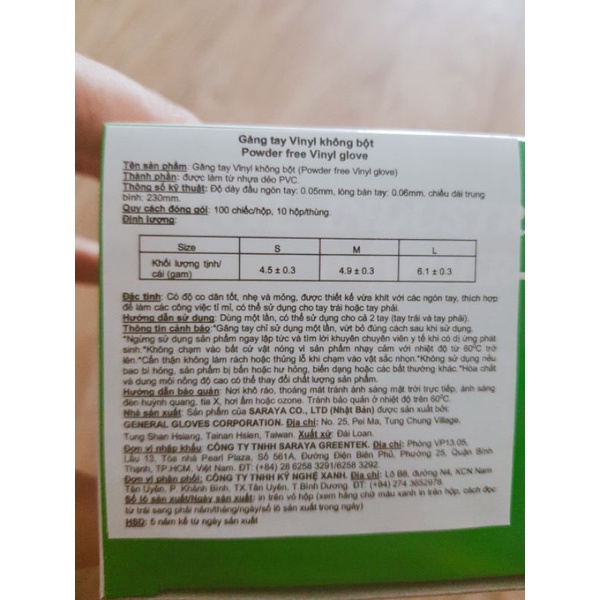 Găng tay Vinyl không bột
Powder free Vinyl glove
Tên sản phẩm: Găng tay Vinyl không bột (Powder free Vinyl glove)
Thành phần: được làm từ nhựa dẻo PVC.
Thông số kỹ thuật: Độ dày đầu ngón tay: 0.05mm, lòng bàn tay: 0.06mm, chiều dài trung
bình: 230mm.
Quy cách đóng gói: 100 chiếc/hộp, 10 hộp/thùng.
Định lượng:
Size S M L
Khối lượng tịnh/ 4.5 ± 0.3 4.9 ± 0.3 6.1 ± 0.3
cái (gam)
Đặc tính: Có độ co dãn tốt, nhẹ và mỏng, được thiết kế vừa khít với các ngón tay, thích hợp
để làm các công việc tỉ mỉ, có thể sử dụng cho tay trái hoặc tay phải.
Hướng dẫn sử dụng: Dùng một lần, có thể sử dụng cho cả 2 tay (tay trái và tay phải).
Thông tin cảnh báo:*Găng tay chỉ sử dụng một lần, vứt bỏ đúng cách sau khi sử dụng.
*Ngừng sử dụng sản phẩm ngay lập tức và tìm lời khuyên chuyên viên y tế khi có dị ứng phát
sinh.*Không chạm vào bất cứ vật nóng vì sản phẩm nhạy cảm với nhiệt độ từ 60°C trở
lên.*Cẩn thận không làm rách hoặc thủng lỗ khi chạm vào vật sắc nhọn.*Không sử dụng nếu
bao bì hỏng, sản phẩm bị bẩn hoặc hư hỏng, biến dạng hoặc các bất thường khác.*Hóa chất
và dung môi nồng độ cao có thể thay đổi chất lượng sản phẩm.
Hướng dẫn bảo quản: Nơi khô ráo, thoáng mát tránh ánh sáng mặt trời trực tiếp, ánh sáng
đèn huỳnh quang, tia X, hơi ẩm hoặc ozone. Tránh bảo quản ở nhiệt độ trên 60°C.
Nhà sản xuất: Sản phẩm của SARAYA CO., LTD (Nhật Bản) được sản xuất bởi:
GENERAL GLOVES CORPORATION. Địa chỉ: No. 25, Pei Ma, Tung Chung Village,
Tung Shan Hsiang, Tainan Hsien, Taiwan. Xuất xứ: Đài Loan.
Đơn vị nhập khẩu: CÔNG TY TNHH SARAYA GREENTEK. Địa chỉ: Phòng VP13.05,
Lầu 13, Tòa nhà Pearl Plaza, Số 561A, Đường Điện Biên Phủ, Phường 25, Quận Bình
Thạnh, TP.HCM, Việt Nam. ĐT: (+84) 28 6258 3291/6258 3292.
Đơn vị phân phối: CÔNG TY TNHH KỸ NGHỆ XANH. Địa chỉ: Lô B8, đường N4, KCN Nam
Tân Uyên, P. Khánh Bình, TX.Tân Uyên, T.Bình Dương. ĐT: (+84) 274 3652978.
Số lô sản xuất/Ngày sản xuất: in trên vỏ hộp (xem hàng chữ màu xanh in trên hộp, cách đọc
từ trái sang phải năm/tháng/ngày/số lô sản xuất trong ngày)
HSD: 5 năm kể từ ngày sản xuất